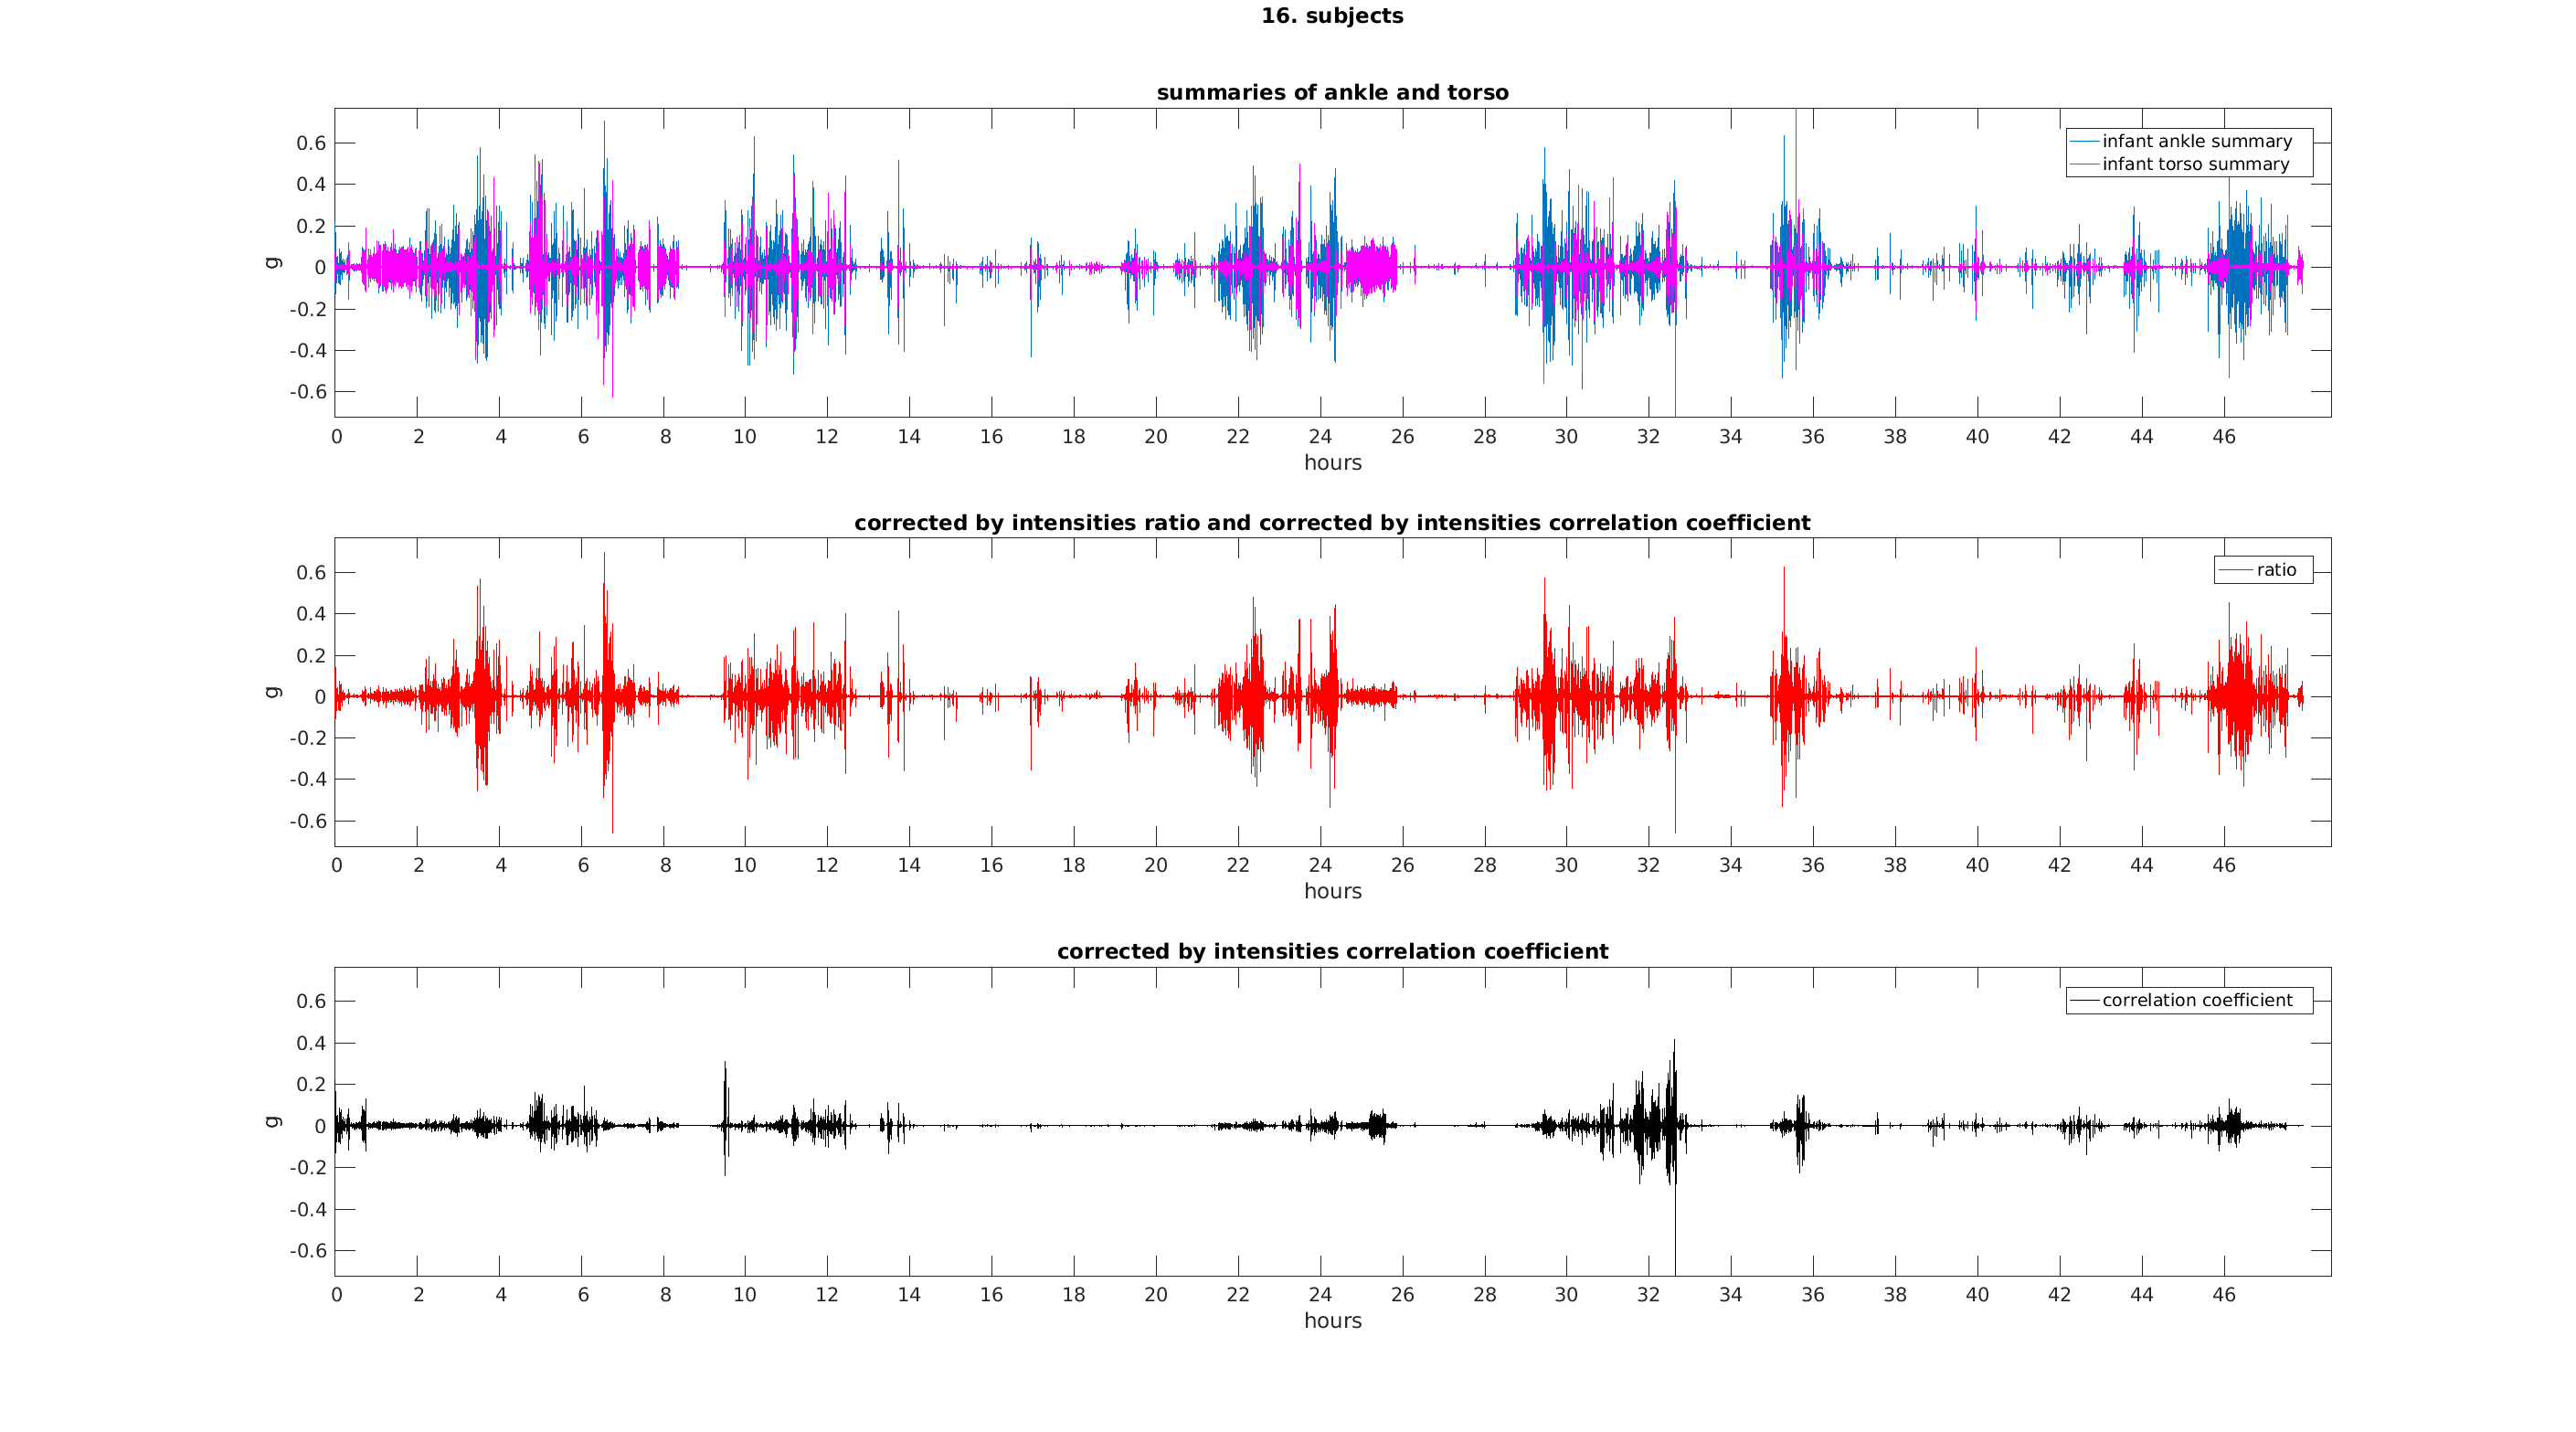 16. subjects
summaries of ankle and torso
infant ankle summary
infant torso summary
0.6
0.4
0.2
0
-0.2
-0.4
-0.6
g
0 2 4 6 8 10 12 14 16 18 20 22 24 26 28 30 32 34 36 38 40 42 44 46
hours
corrected by intensities ratio and corrected by intensities correlation coefficient
ratio
0.6
0.4
0.2
0
-0.2
-0.4
-0.6
g
0 2 4 6 8 10 12 14 16 18 20 22 24 26 28 30 32 34 36 38 40 42 44 46
hours
corrected by intensities correlation coefficient
correlation coefficient
0.6
0.4
0.2
0
-0.2
-0.4
-0.6
g
0 2 4 6 8 10 12 14 16 18 20 22 24 26 28 30 32 34 36 38 40 42 44 46
hours